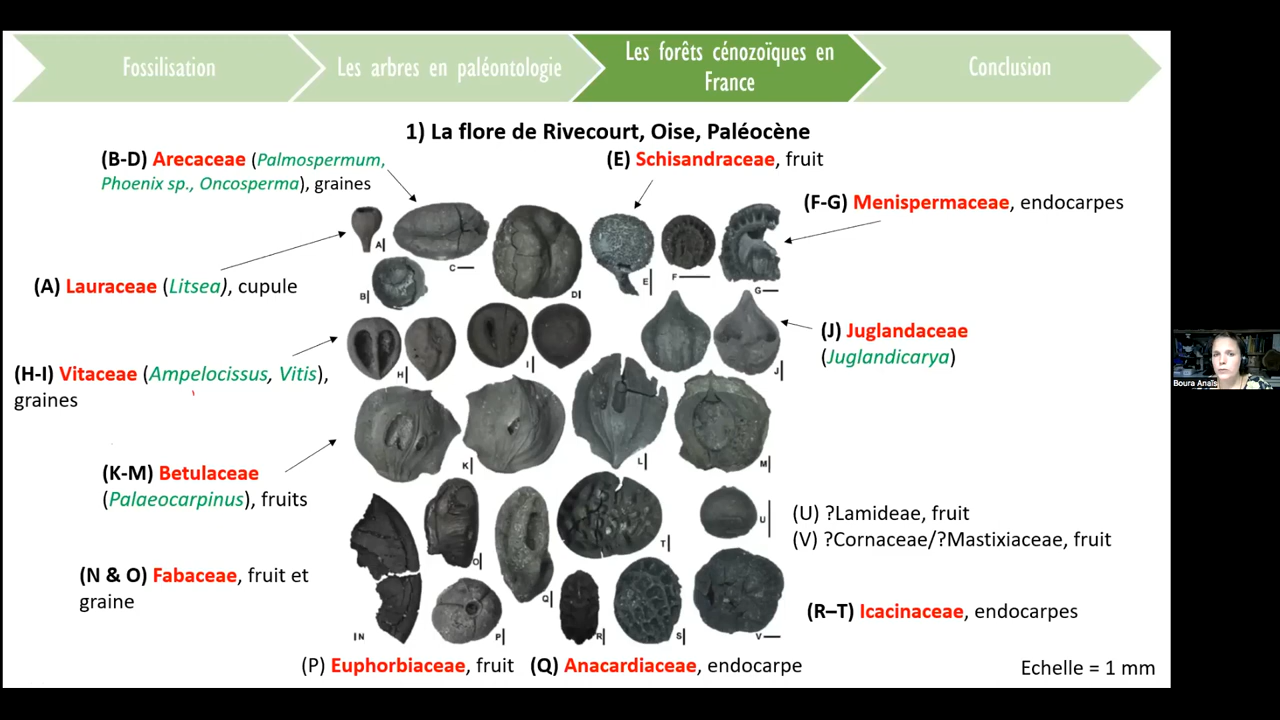 Fossilisation
Les arbres en paléontologie
Les forêts cénozoïques en
France
Conclusion
1) La flore de Rivecourt, Oise, Paléocène
(B-D) Arecaceae (Palmospermum,
Phoenix sp., Oncosperma), graines
(E) Schisandraceae, fruit
(F-G) Menispermaceae, endocarpes
(A) Lauraceae (Litsea), cupule
(J) Juglandaceae
(Juglandicarya)
(H-I) Vitaceae (Ampelocissus, Vitis),
graines
(K-M) Betulaceae
(Palaeocarpinus), fruits
(U) ?Lamideae, fruit
(V) ?Cornaceae/?Mastixiaceae, fruit
(N & O) Fabaceae, fruit et
graine
(R–T) Icacinaceae, endocarpes
(P) Euphorbiaceae, fruit
(Q) Anacardiaceae, endocarpe
Echelle = 1 mm
A
B
C
D
E
F
G
H
I
J
K
L
M
N
O
P
Q
R
S
T
U
V
Boura Anaïs